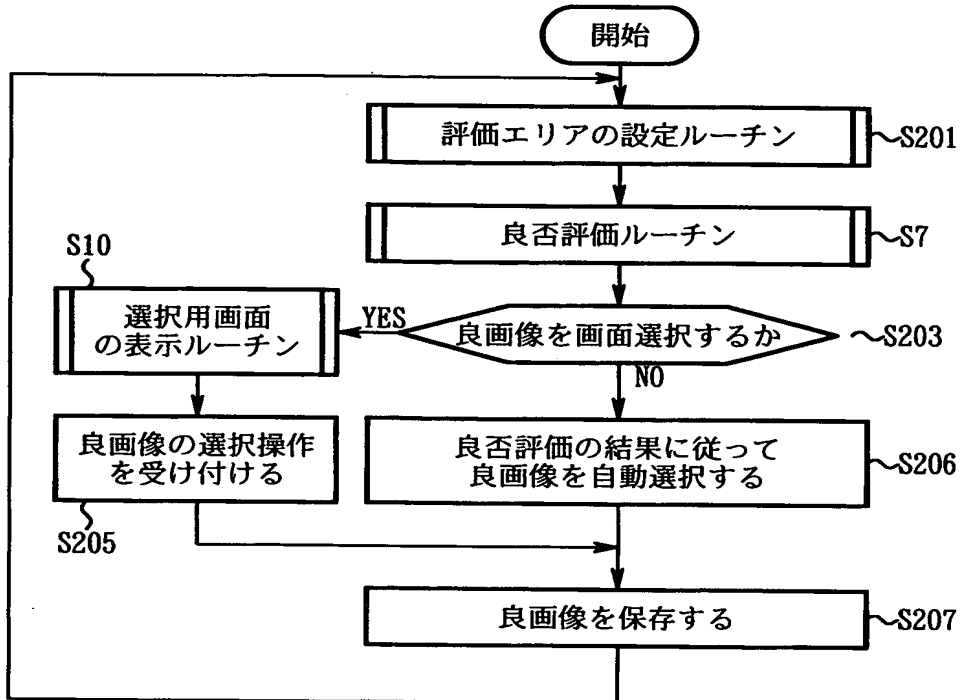 開始
評価エリアの設定ルーチン
S201
良否評価ルーチン
S7
S10
選択用画面
の表示ルーチン
YES
良画像を画面選択するか
S203
NO
良画像の選択操作
を受け付ける
S205
良否評価の結果に従って
良画像を自動選択する
S206
良画像を保存する
S207